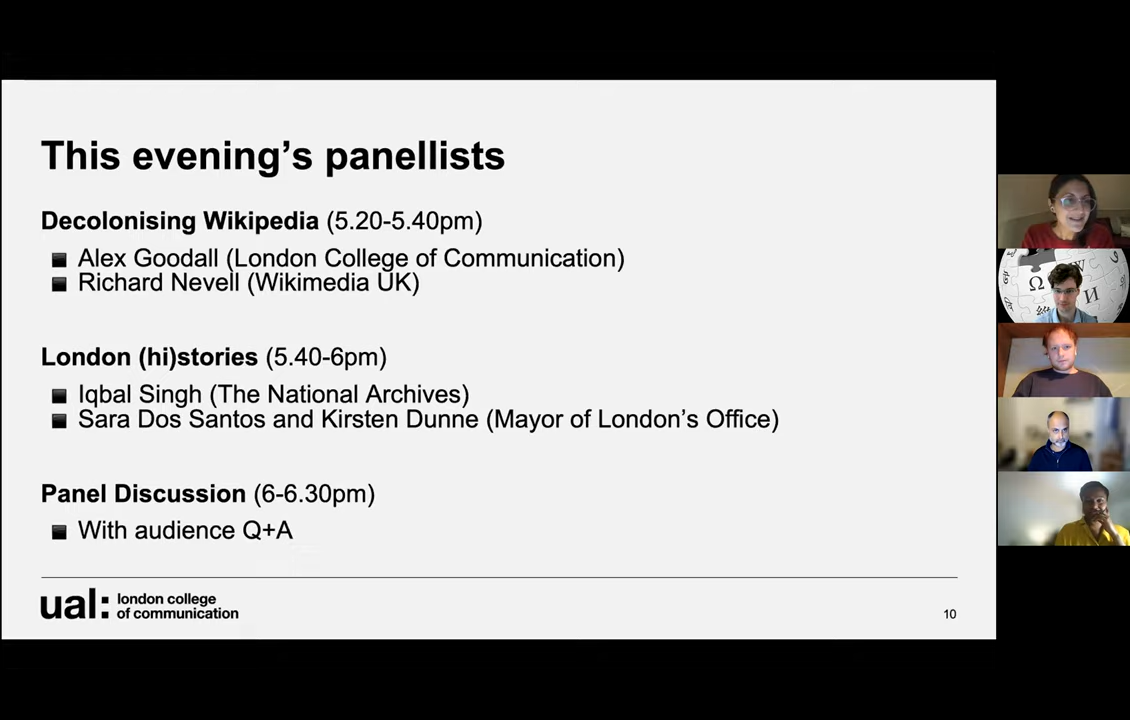 This evening's panellists
Decolonising Wikipedia (5.20-5.40pm)
Alex Goodall (London College of Communication)
Richard Nevell (Wikimedia UK)
London (hi)stories (5.40-6pm)
Iqbal Singh (The National Archives)
Sara Dos Santos and Kirsten Dunne (Mayor of London's Office)
Panel Discussion (6-6.30pm)
With audience Q+A
ual: london college
of communication
10
Ω
W
И